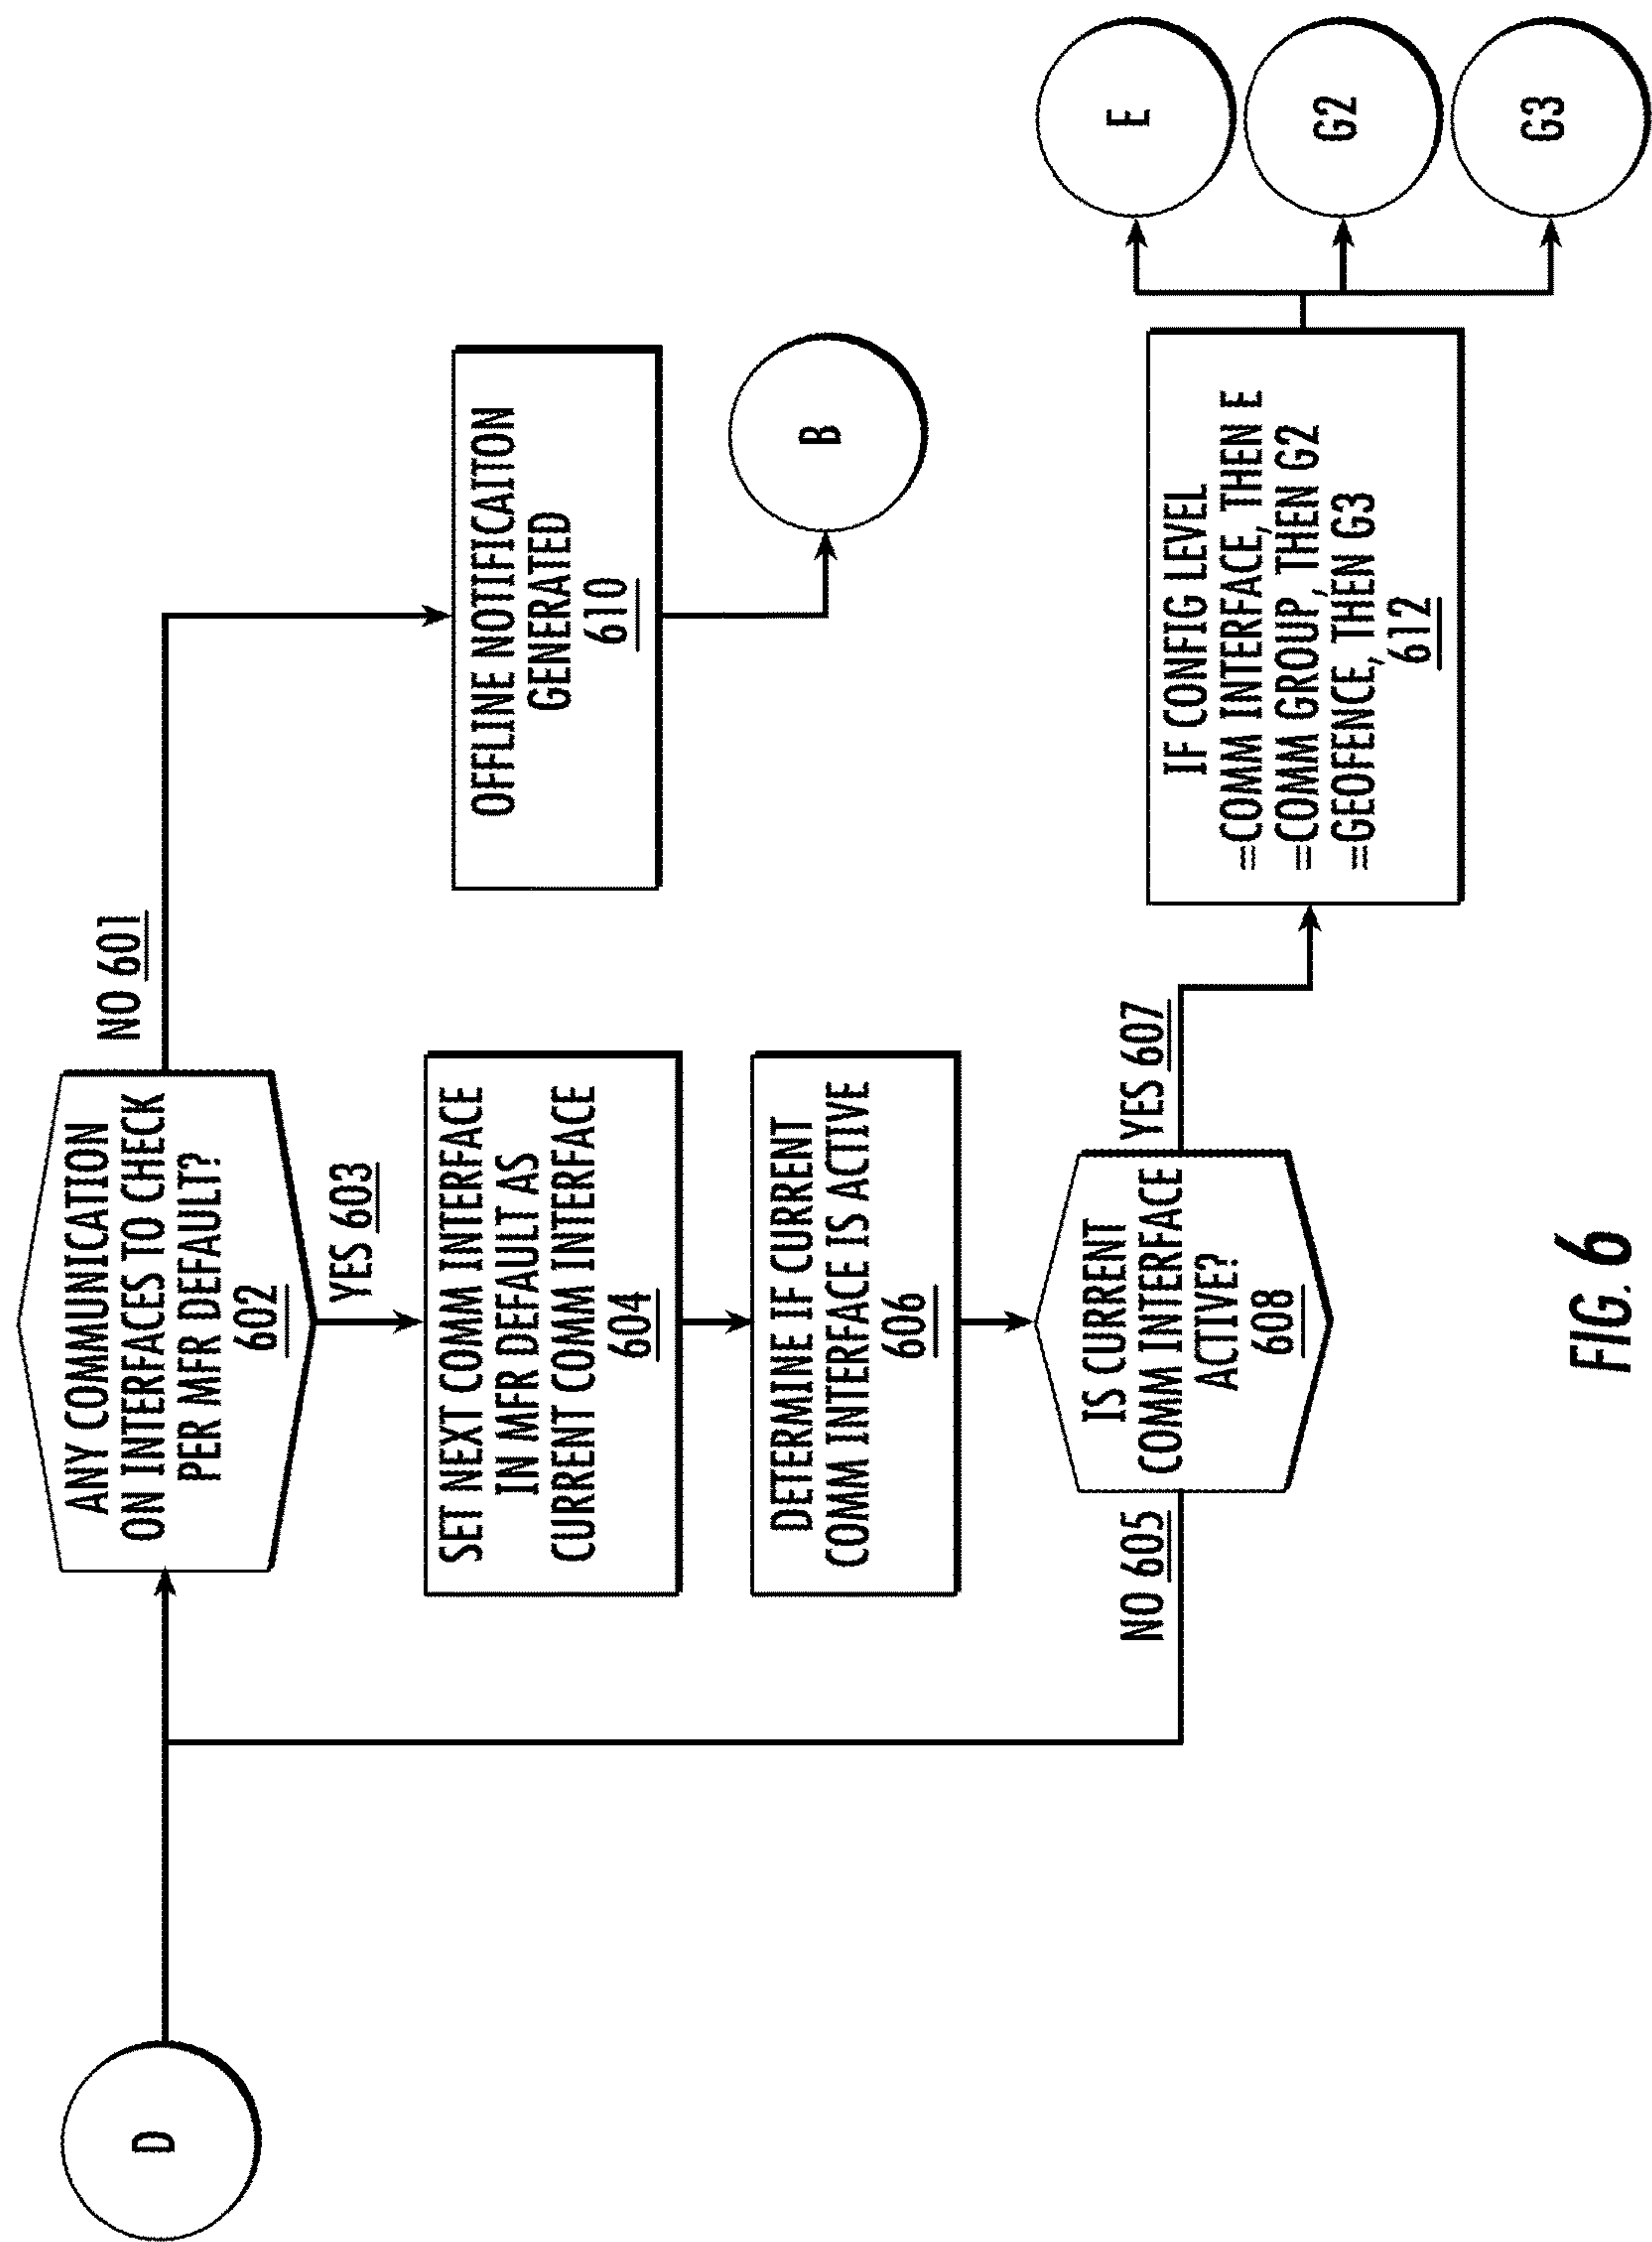 D
ANY COMMUNICATION
ON INTERFACES TO CHECK
PER MFR DEFAULT?
602
NO 601
YES 603
SET NEXT COMM INTERFACE
IN MFR DEFAULT AS
CURRENT COMM INTERFACE
604
OFFLINE NOTIFICAITON
GENERATED
610
B
DETERMINE IF CURRENT
COMM INTERFACE IS ACTIVE
606
NO 605
IS CURRENT
COMM INTERFACE
ACTIVE?
608
YES 607
IF CONFIG LEVEL
=COMM INTERFACE, THEN E
=COMM GROUP, THEN G2
=GEOFENCE, THEN G3
612
E
G2
G3
FIG. 6